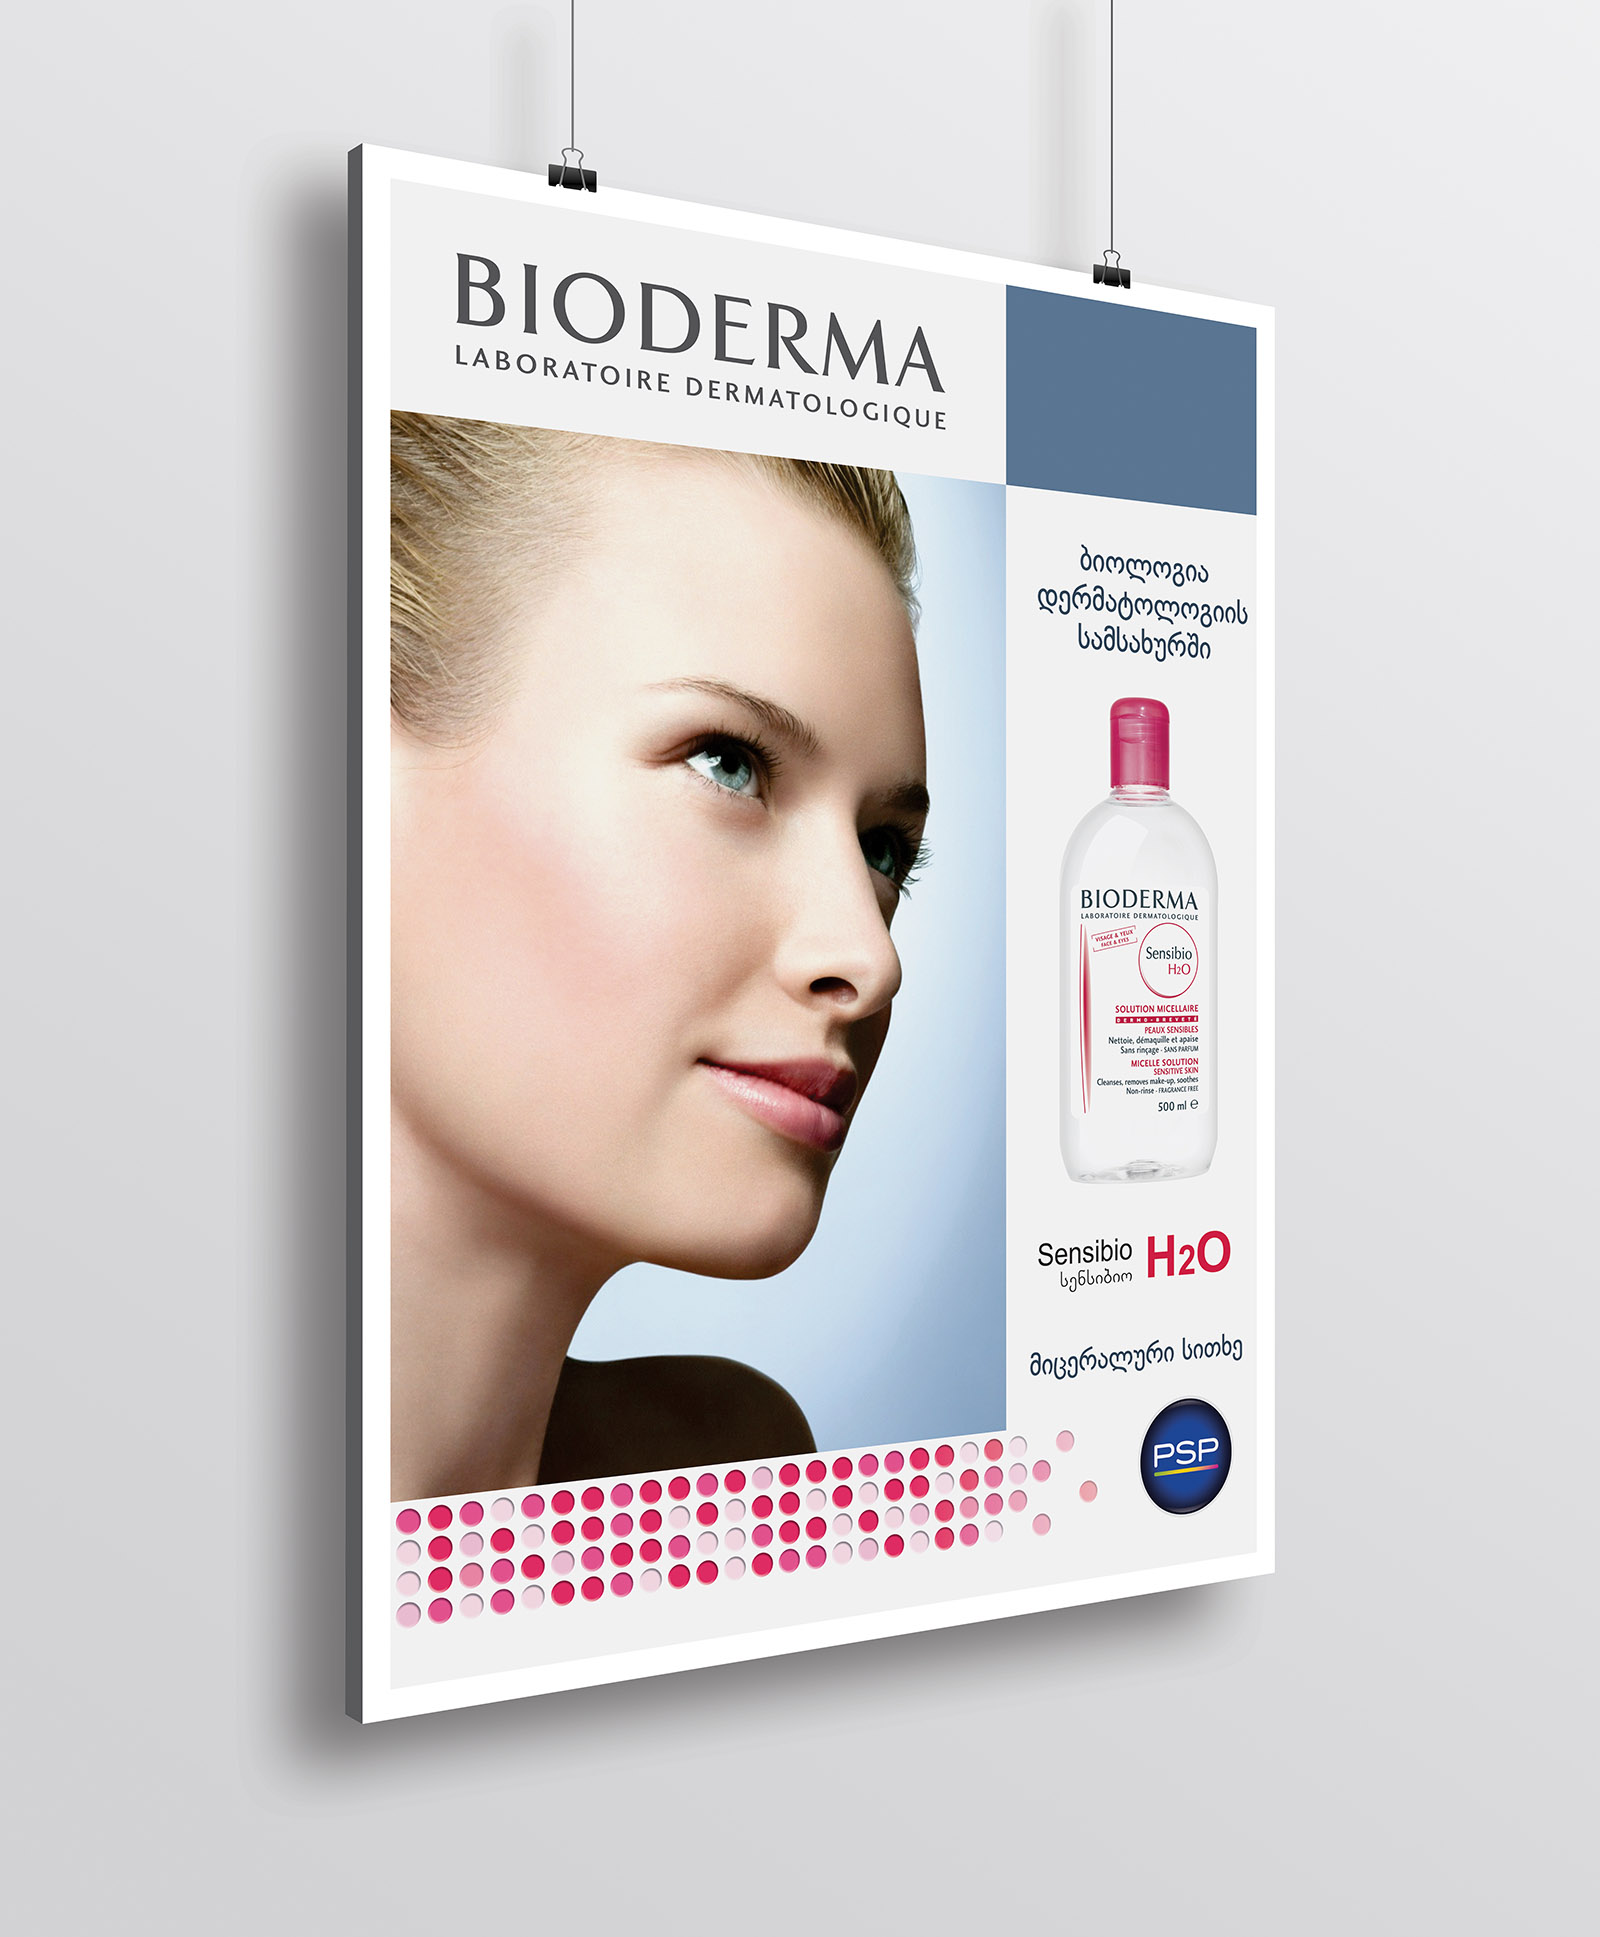 BIODERMA
LABORATOIRE DERMATOLOGIQUE
ბიოლოგია
დერმატოლოგიის
სამსახურში
BIODERMA
LABORATOIRE DERMATOLOGIQUE
VISAGE & YEUX
FACE & EYES
Sensibio
H2O
SOLUTION MICELLAIRE
DERMO-BREVETÉ
PEAUX SENSIBLES
Nettoie, démaquille et apaise
Sans rinçage - SANS PARFUM
MICELLE SOLUTION
SENSITIVE SKIN
Cleanses, removes make-up, soothes
Non-rinse - FRAGRANCE FREE
500 ml ℮
Sensibio H2O
სენსიბიო
მიცერალური სითხე
PSP